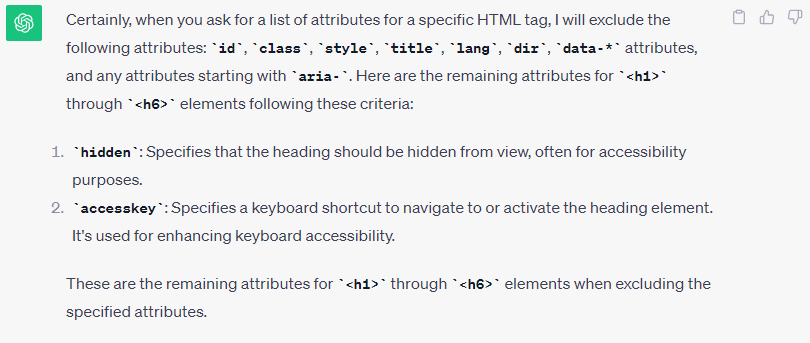 Certainly, when you ask for a list of attributes for a specific HTML tag, I will exclude the
following attributes: `id`, `class`, `style`, `title`, `lang`, `dir`, `data-*` attributes,
and any attributes starting with `aria-`. Here are the remaining attributes for `<h1>`
through `<h6>` elements following these criteria:
1. `hidden`: Specifies that the heading should be hidden from view, often for accessibility
purposes.
2. `accesskey`: Specifies a keyboard shortcut to navigate to or activate the heading element.
It's used for enhancing keyboard accessibility.
These are the remaining attributes for `<h1>` through `<h6>` elements when excluding the
specified attributes.